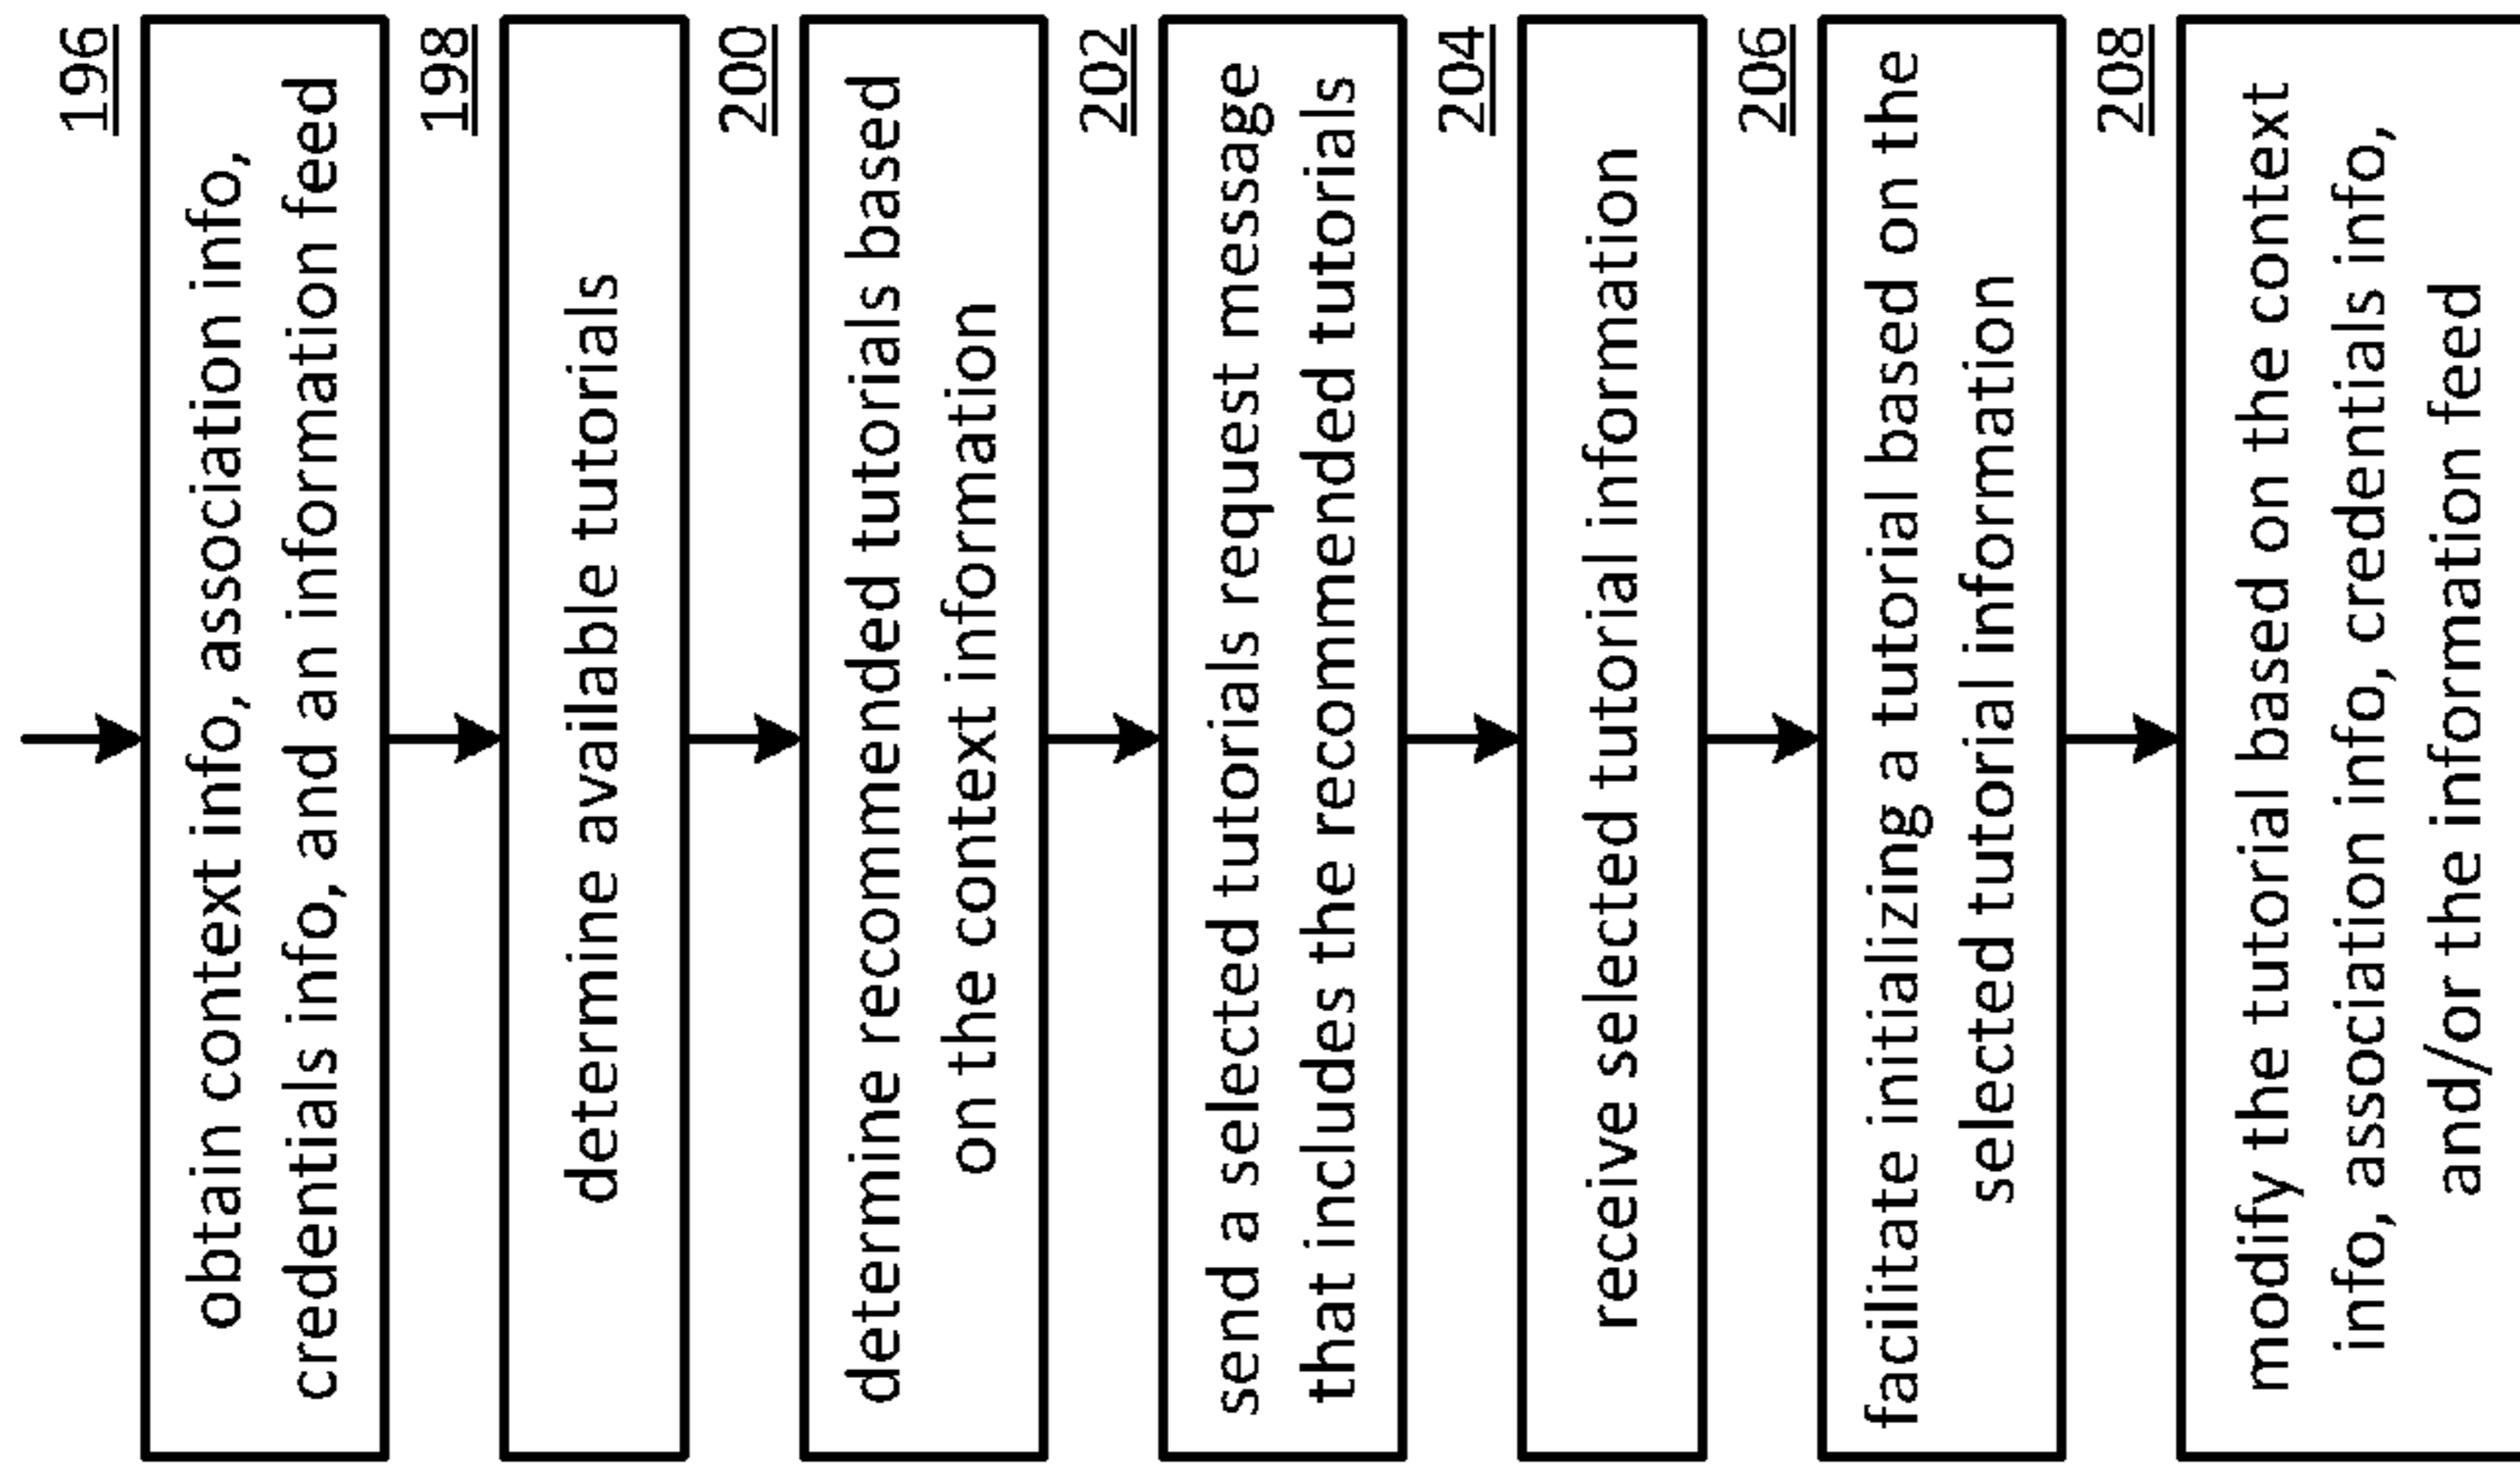 196
obtain context info, association info,
credentials info, and an information feed
198
determine available tutorials
200
determine recommended tutorials based
on the context information
202
send a selected tutorials request message
that includes the recommended tutorials
204
receive selected tutorial information
206
facilitate initializing a tutorial based on the
selected tutorial information
208
modify the tutorial based on the context
info, association info, credentials info,
and/or the information feed